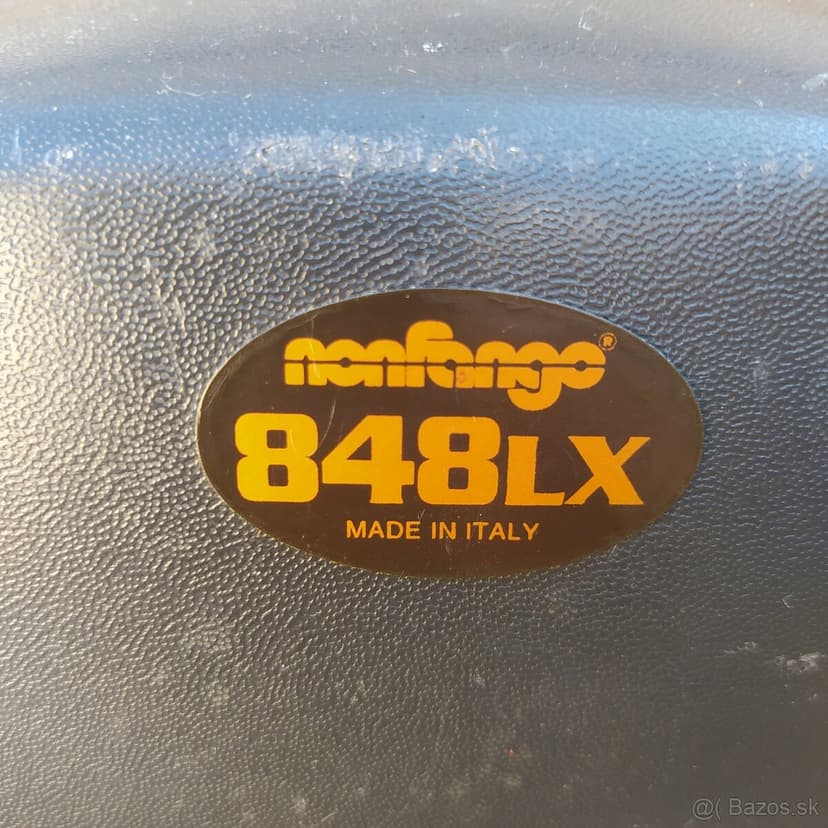 nonfango®
848LX
MADE IN ITALY
@( Bazos.sk